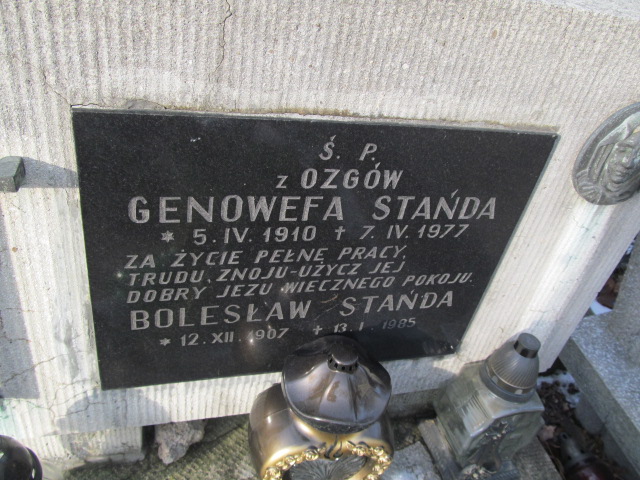 Ś. P.
z OZGÓW
GENOWEFA STAŃDA
* 5. IV. 1910 † 7. IV. 1977
ZA ŻYCIE PEŁNE PRACY,
TRUDU, ZNOJU-UŻYCZ JEJ
DOBRY JEZU WIECZNEGO POKOJU.
BOLESŁAW STAŃDA
* 12. XII. 1907 † 13. I. 1985